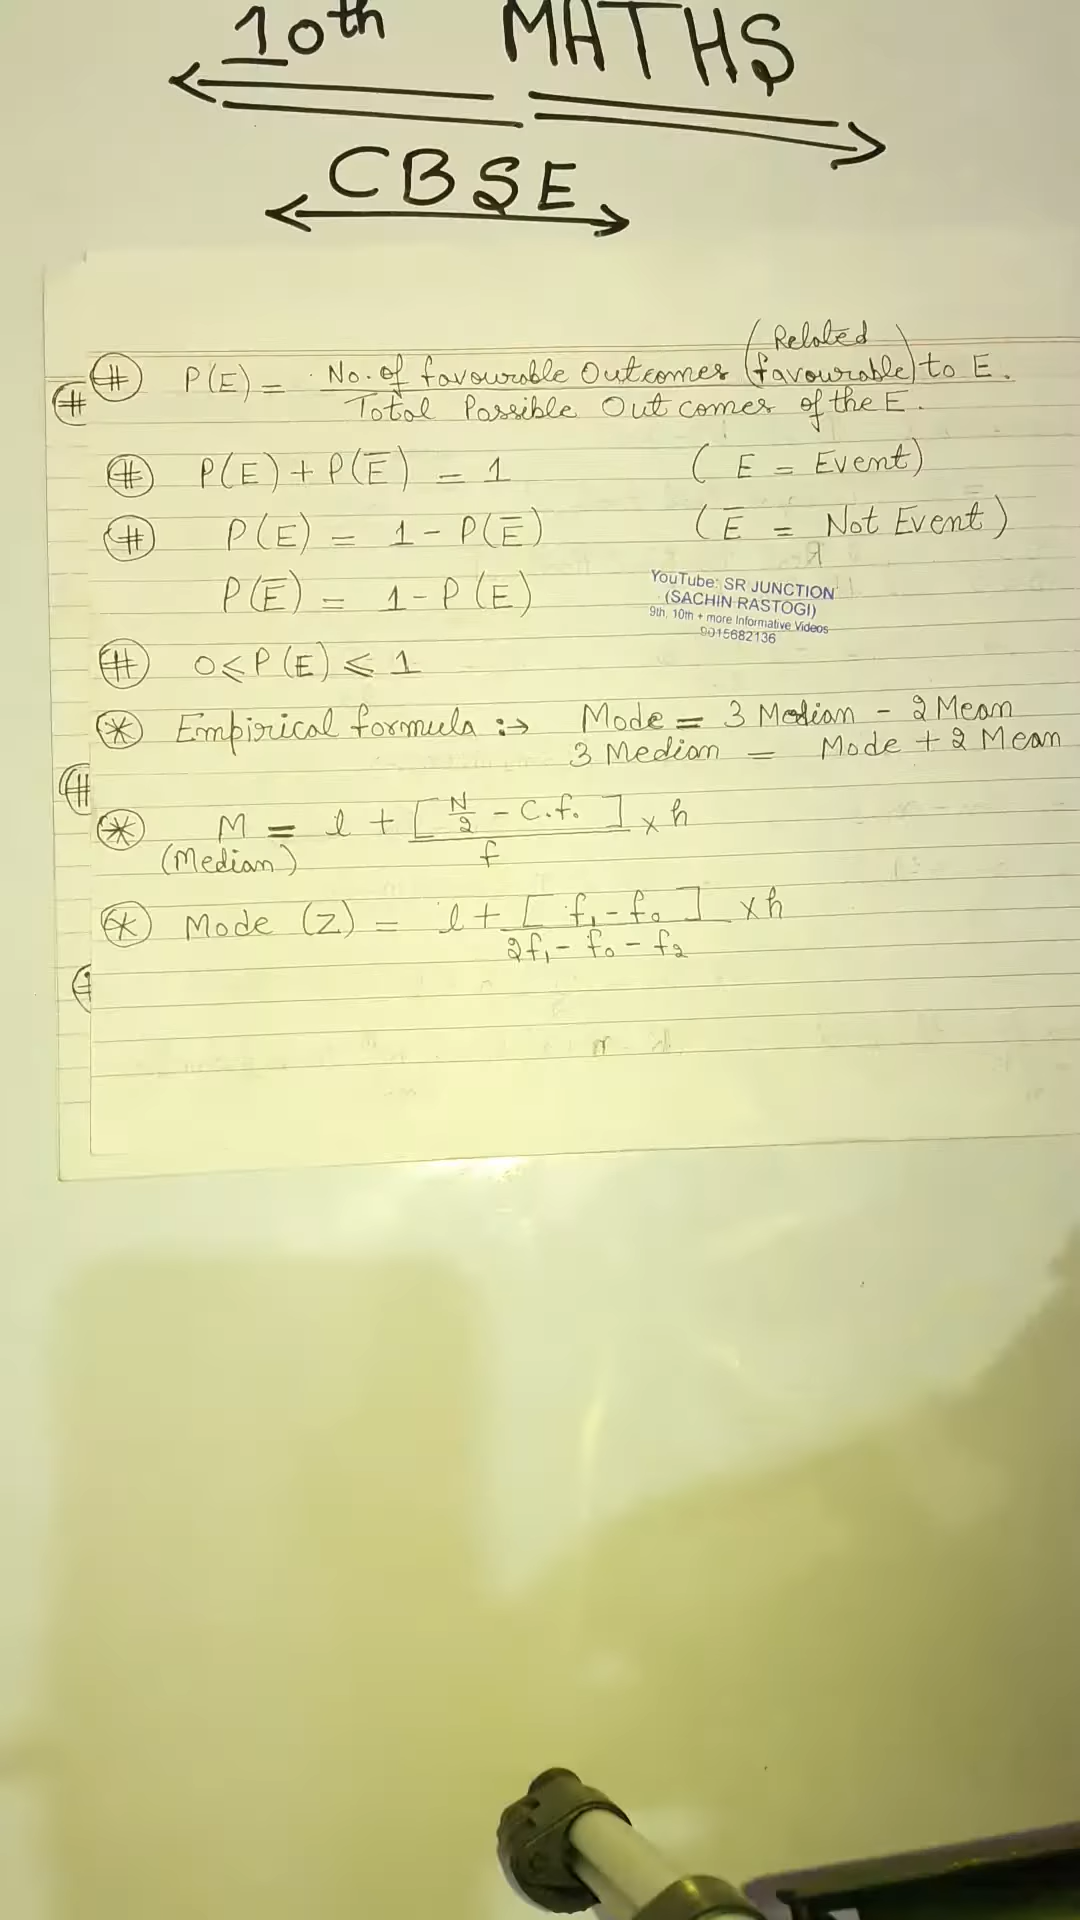 10th MATHS
CBSE
(Related
# P(E) = No. of favourable Outcomes (favourable) to E.
# Total Possible Out comes of the E.
# P(E) + P(E̅) = 1 ( E = Event)
# P(E) = 1 - P(E̅) ( E̅ = Not Event )
P(E̅) = 1 - P(E)
YouTube: SR JUNCTION
(SACHIN RASTOGI)
9th, 10th + more Informative Videos
9015682136
# 0 ⩽ P(E) ⩽ 1
* Empirical formula :→ Mode = 3 Median - 2 Mean
3 Median = Mode + 2 Mean
#
* M = l + [N/2 - C.f.]/f × h
(Median)
* Mode (Z) = l + [f₁ - f₀]/2f₁ - f₀ - f₂ × h